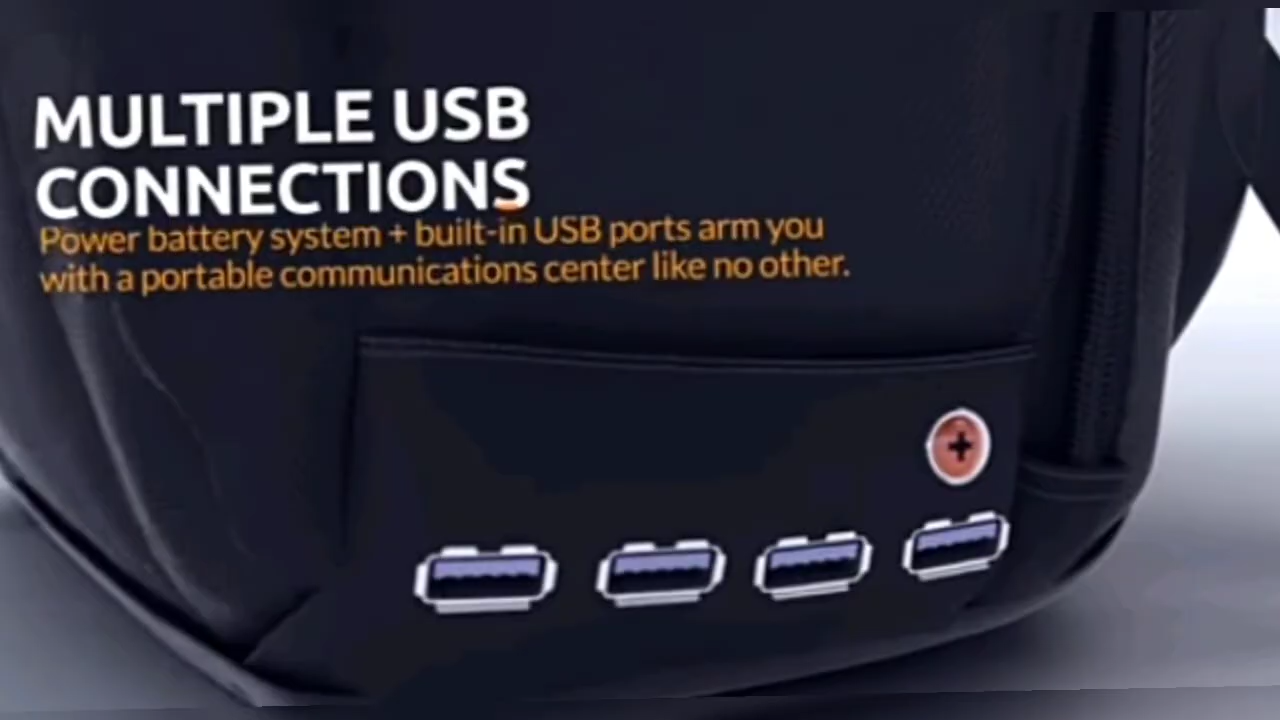 MULTIPLE USB
CONNECTIONS
Power battery system + built-in USB ports arm you
with a portable communications center like no other.